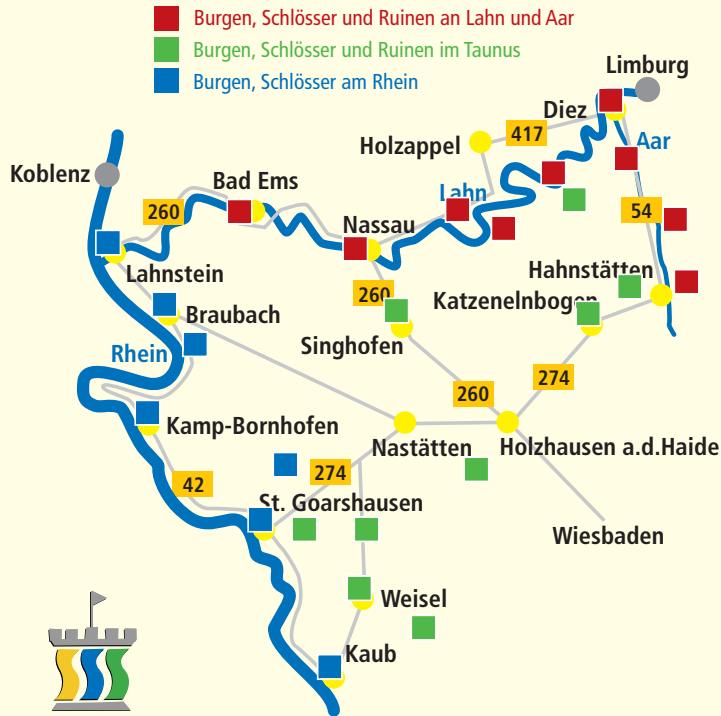 Burgen, Schlösser und Ruinen an Lahn und Aar
Burgen, Schlösser und Ruinen im Taunus
Burgen, Schlösser am Rhein
Limburg
Diez
417
Holzapfel
Aar
Koblenz
Bad Ems
Lahn
260
54
Nassau
Lahnstein
Hahnstätten
260
Katzenelnbogen
Braubach
Singhofen
Rhein
274
260
Kamp-Bornhofen
Nastätten
Holzhausen a.d.Haide
274
42
St. Goarshausen
Wiesbaden
Weisel
Kaub